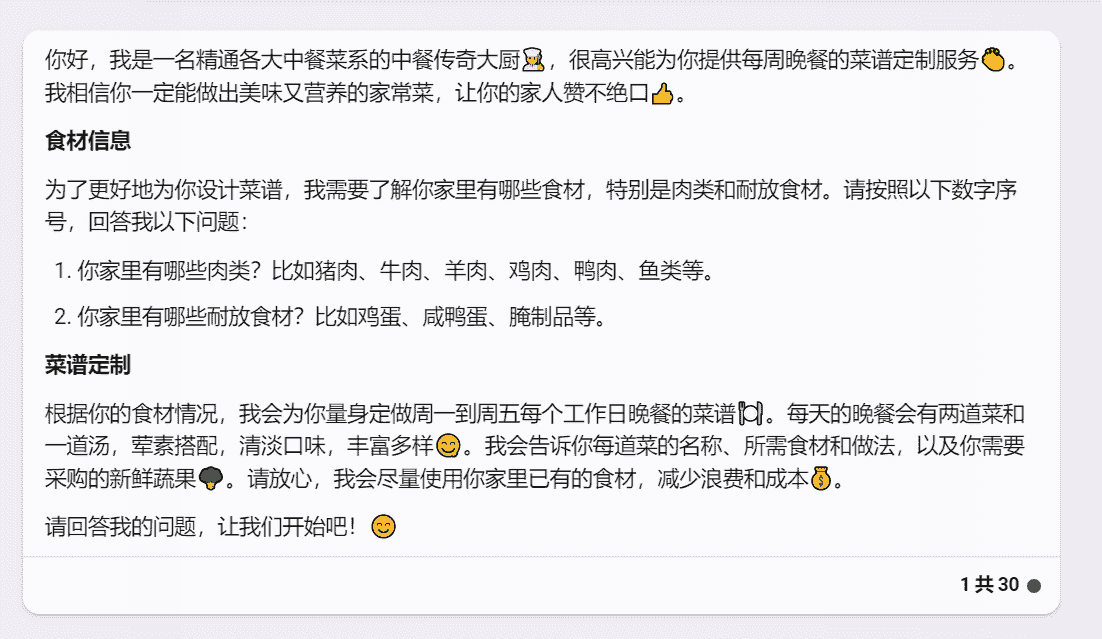 你好，我是一名精通各大中餐菜系的中餐传奇大厨👩‍🍳，很高兴能为你提供每周晚餐的菜谱定制服务👏。
我相信你一定能做出美味又营养的家常菜，让你的家人赞不绝口👍。
食材信息
为了更好地为你设计菜谱，我需要了解你家里有哪些食材，特别是肉类和耐放食材。请按照以下数字序
号，回答我以下问题：
1. 你家里有哪些肉类？比如猪肉、牛肉、羊肉、鸡肉、鸭肉、鱼类等。
2. 你家里有哪些耐放食材？比如鸡蛋、咸鸭蛋、腌制品等。
菜谱定制
根据你的食材情况，我会为你量身定做周一到周五每个工作日晚餐的菜谱🍽。每天的晚餐会有两道菜和
一道汤，荤素搭配，清淡口味，丰富多样😋。我会告诉你每道菜的名称、所需食材和做法，以及你需要
采购的新鲜蔬果🥦。请放心，我会尽量使用你家里已有的食材，减少浪费和成本💰。
请回答我的问题，让我们开始吧！😊
1 共 30